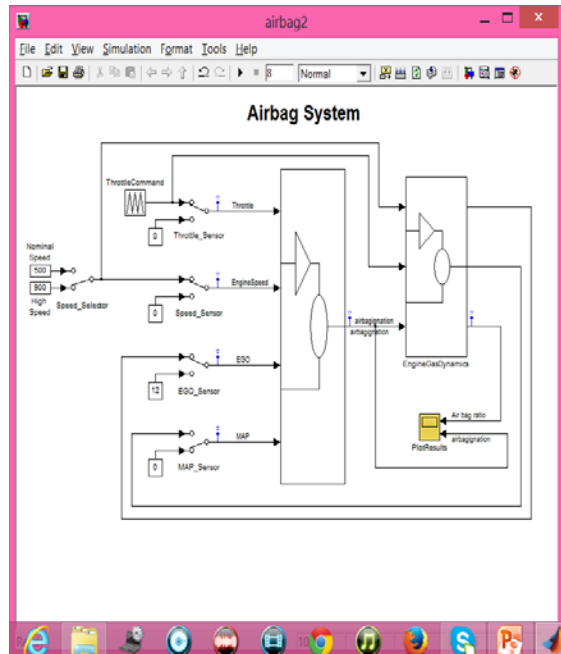 airbag2
File Edit View Simulation Format Tools Help
8 Normal
Airbag System
ThrottleCommand
Throttle
0
Throttle_Sensor
Nominal
Speed
500
900
High
Speed
Speed_Selector
EngineSpeed
0
Speed_Sensor
airbagignation
airbagignation
EngineGasDynamics
EGO
12
EGO_Sensor
Air bag ratio
airbagignation
PlotResults
MAP
0
MAP_Sensor